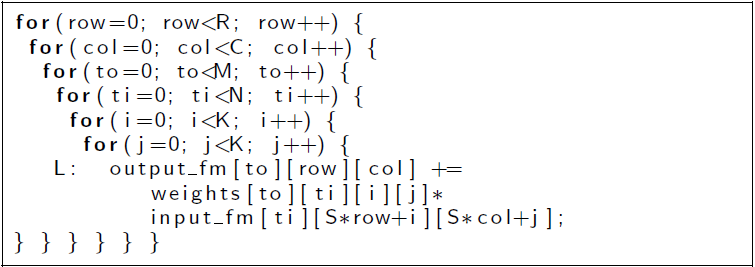 for(row=0; row<R; row++) {
for(col=0; col<C; col++) {
for(to=0; to<M; to++) {
for(ti=0; ti<N; ti++) {
for(i=0; i<K; i++) {
for(j=0; j<K; j++) {
L: output_fm[to][row][col] +=
weights[to][ti][i][j]*
input_fm[ti][S*row+i][S*col+j];
} } } } } }